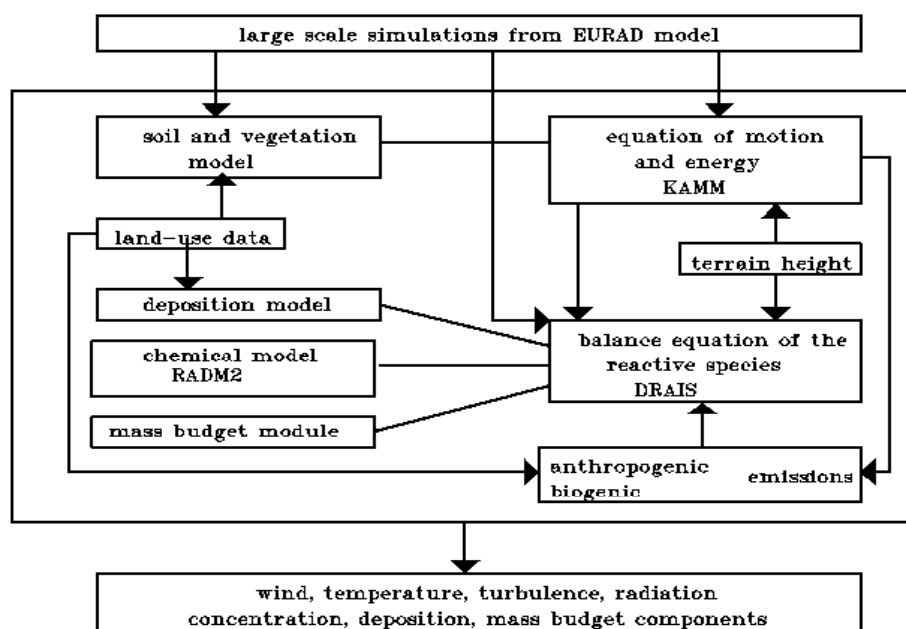 large scale simulations from EURAD model
soil and vegetation
model
equation of motion
and energy
KAMM
land-use data
terrain height
deposition model
chemical model
RADM2
balance equation of the
reactive species
DRAIS
mass budget module
anthropogenic
biogenic
emissions
wind, temperature, turbulence, radiation
concentration, deposition, mass budget components